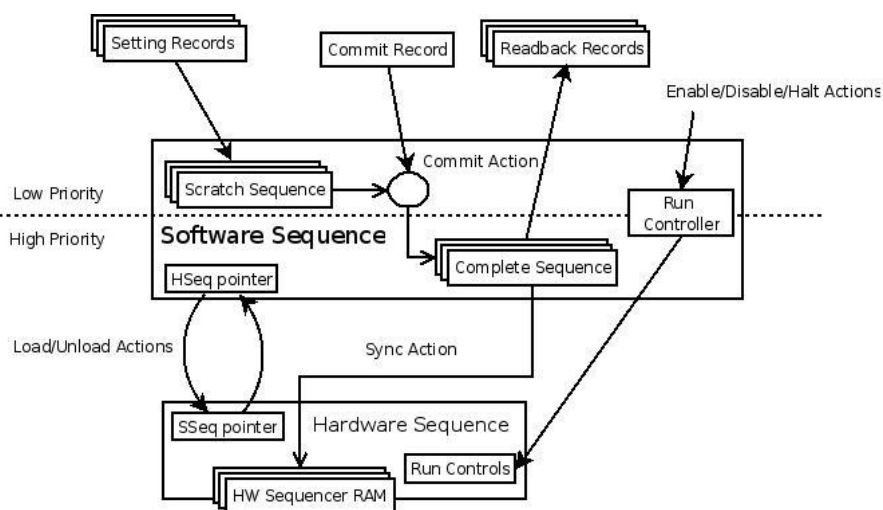 Setting Records
Commit Record
Readback Records
Enable/Disable/Halt Actions
Commit Action
Scratch Sequence
Low Priority
Run
Controller
High Priority
Software Sequence
Complete Sequence
HSeq pointer
Load/Unload Actions
Sync Action
SSeq pointer
Hardware Sequence
Run Controls
HW Sequencer RAM